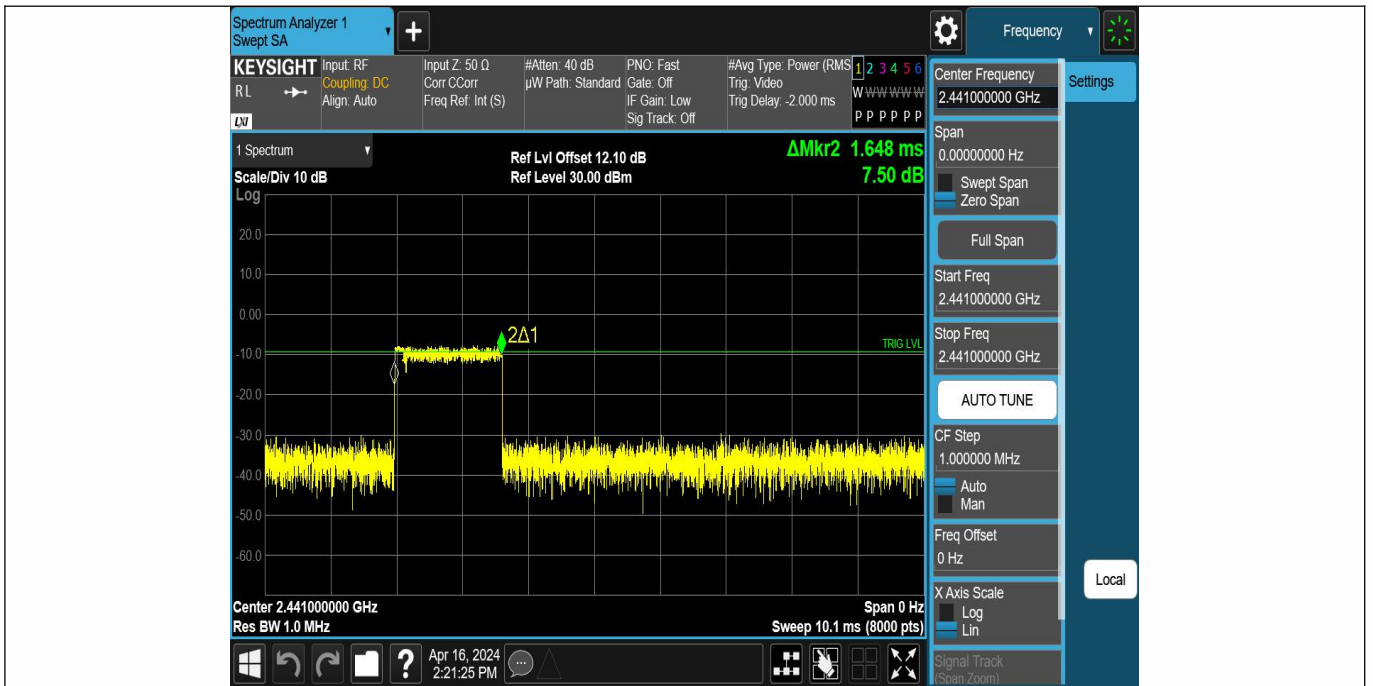 Spectrum Analyzer 1
Swept SA
Frequency
KEYSIGHT
RL
LXI
Input: RF
Coupling: DC
Align: Auto
Input Z: 50 Ω
Corr CCorr
Freq Ref: Int (S)
#Atten: 40 dB
µW Path: Standard
PNO: Fast
Gate: Off
IF Gain: Low
Sig Track: Off
#Avg Type: Power (RMS
Trig: Video
Trig Delay: -2.000 ms
1 2 3 4 5 6
W W W W W W
P P P P P P
1 Spectrum
Scale/Div 10 dB
Ref Lvl Offset 12.10 dB
Ref Level 30.00 dBm
ΔMkr2 1.648 ms
7.50 dB
Log
20.0
10.0
0.00
-10.0
-20.0
-30.0
-40.0
-50.0
-60.0
2Δ1
TRIG LVL
Center 2.441000000 GHz
Res BW 1.0 MHz
Span 0 Hz
Sweep 10.1 ms (8000 pts)
Center Frequency
2.441000000 GHz
Settings
Span
0.00000000 Hz
Swept Span
Zero Span
Full Span
Start Freq
2.441000000 GHz
Stop Freq
2.441000000 GHz
AUTO TUNE
CF Step
1.000000 MHz
Auto
Man
Freq Offset
0 Hz
Local
X Axis Scale
Log
Lin
Signal Track
(Span Zoom)
?
Apr 16, 2024
2:21:25 PM